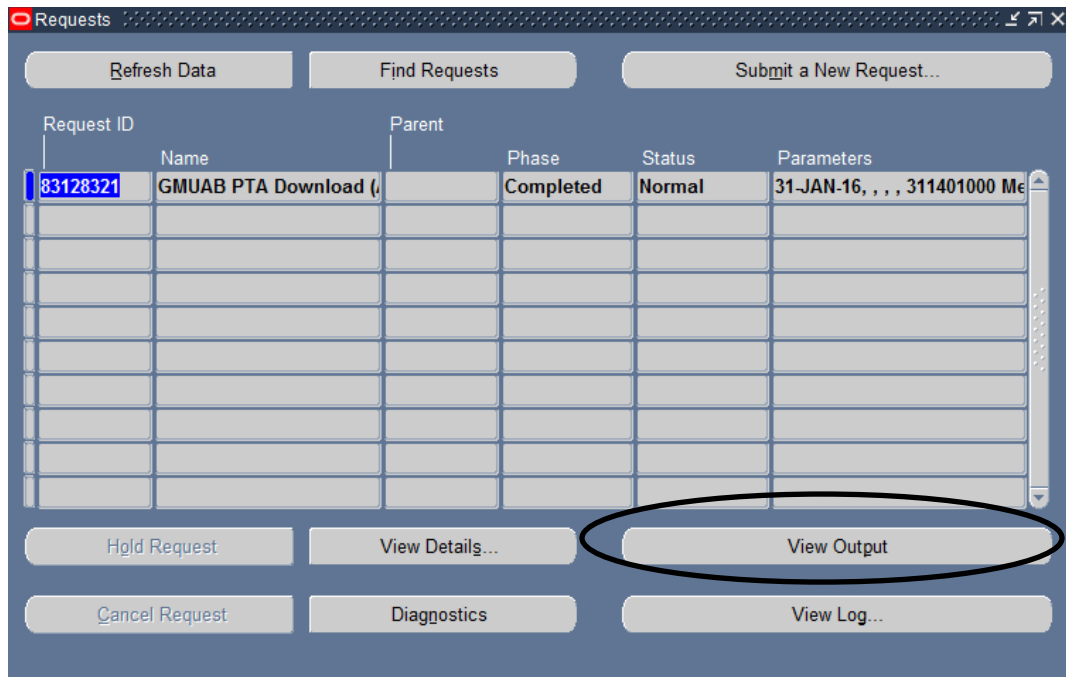 Requests
Refresh Data Find Requests Submit a New Request...
Request ID Parent
Name Phase Status Parameters
83128321 GMUAB PTA Download (/ Completed Normal 31-JAN-16, , , , 311401000 Me
Hold Request View Details... View Output
Cancel Request Diagnostics View Log...